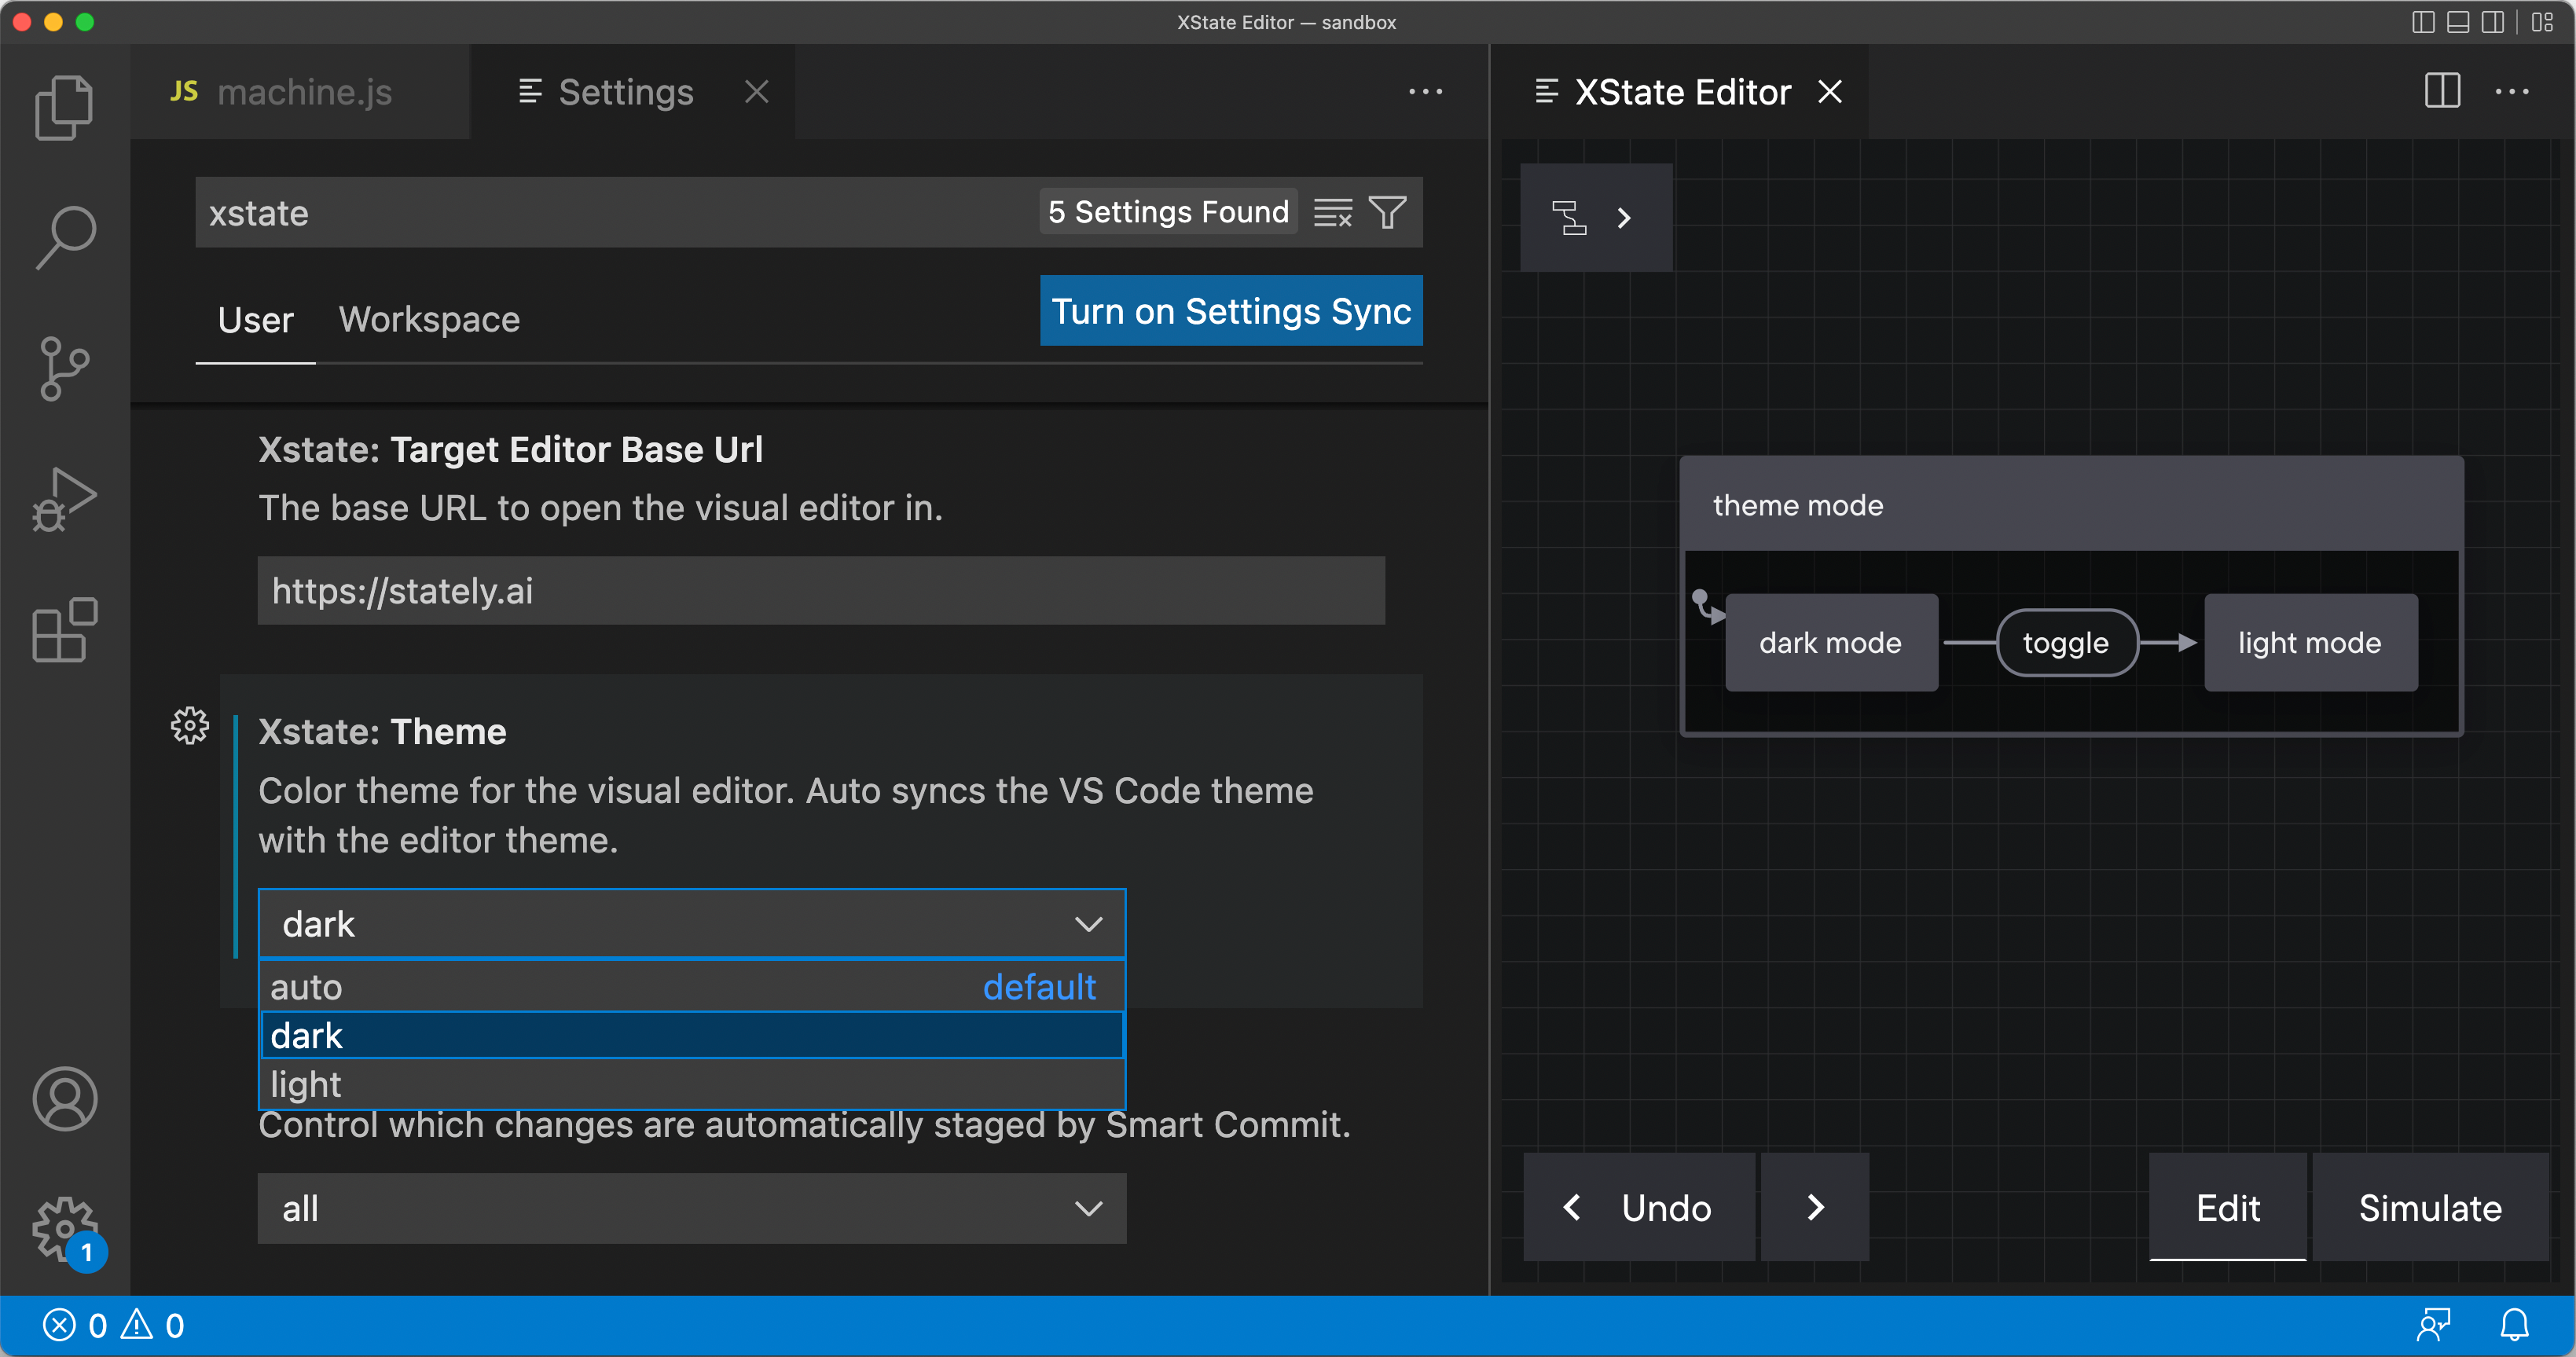 XState Editor — sandbox
JS machine.js
Settings
XState Editor
xstate
5 Settings Found
User
Workspace
Turn on Settings Sync
Xstate: Target Editor Base Url
The base URL to open the visual editor in.
https://stately.ai
Xstate: Theme
Color theme for the visual editor. Auto syncs the VS Code theme
with the editor theme.
dark
auto
default
dark
light
Control which changes are automatically staged by Smart Commit.
all
1
0
0
theme mode
dark mode
toggle
light mode
Undo
Edit
Simulate